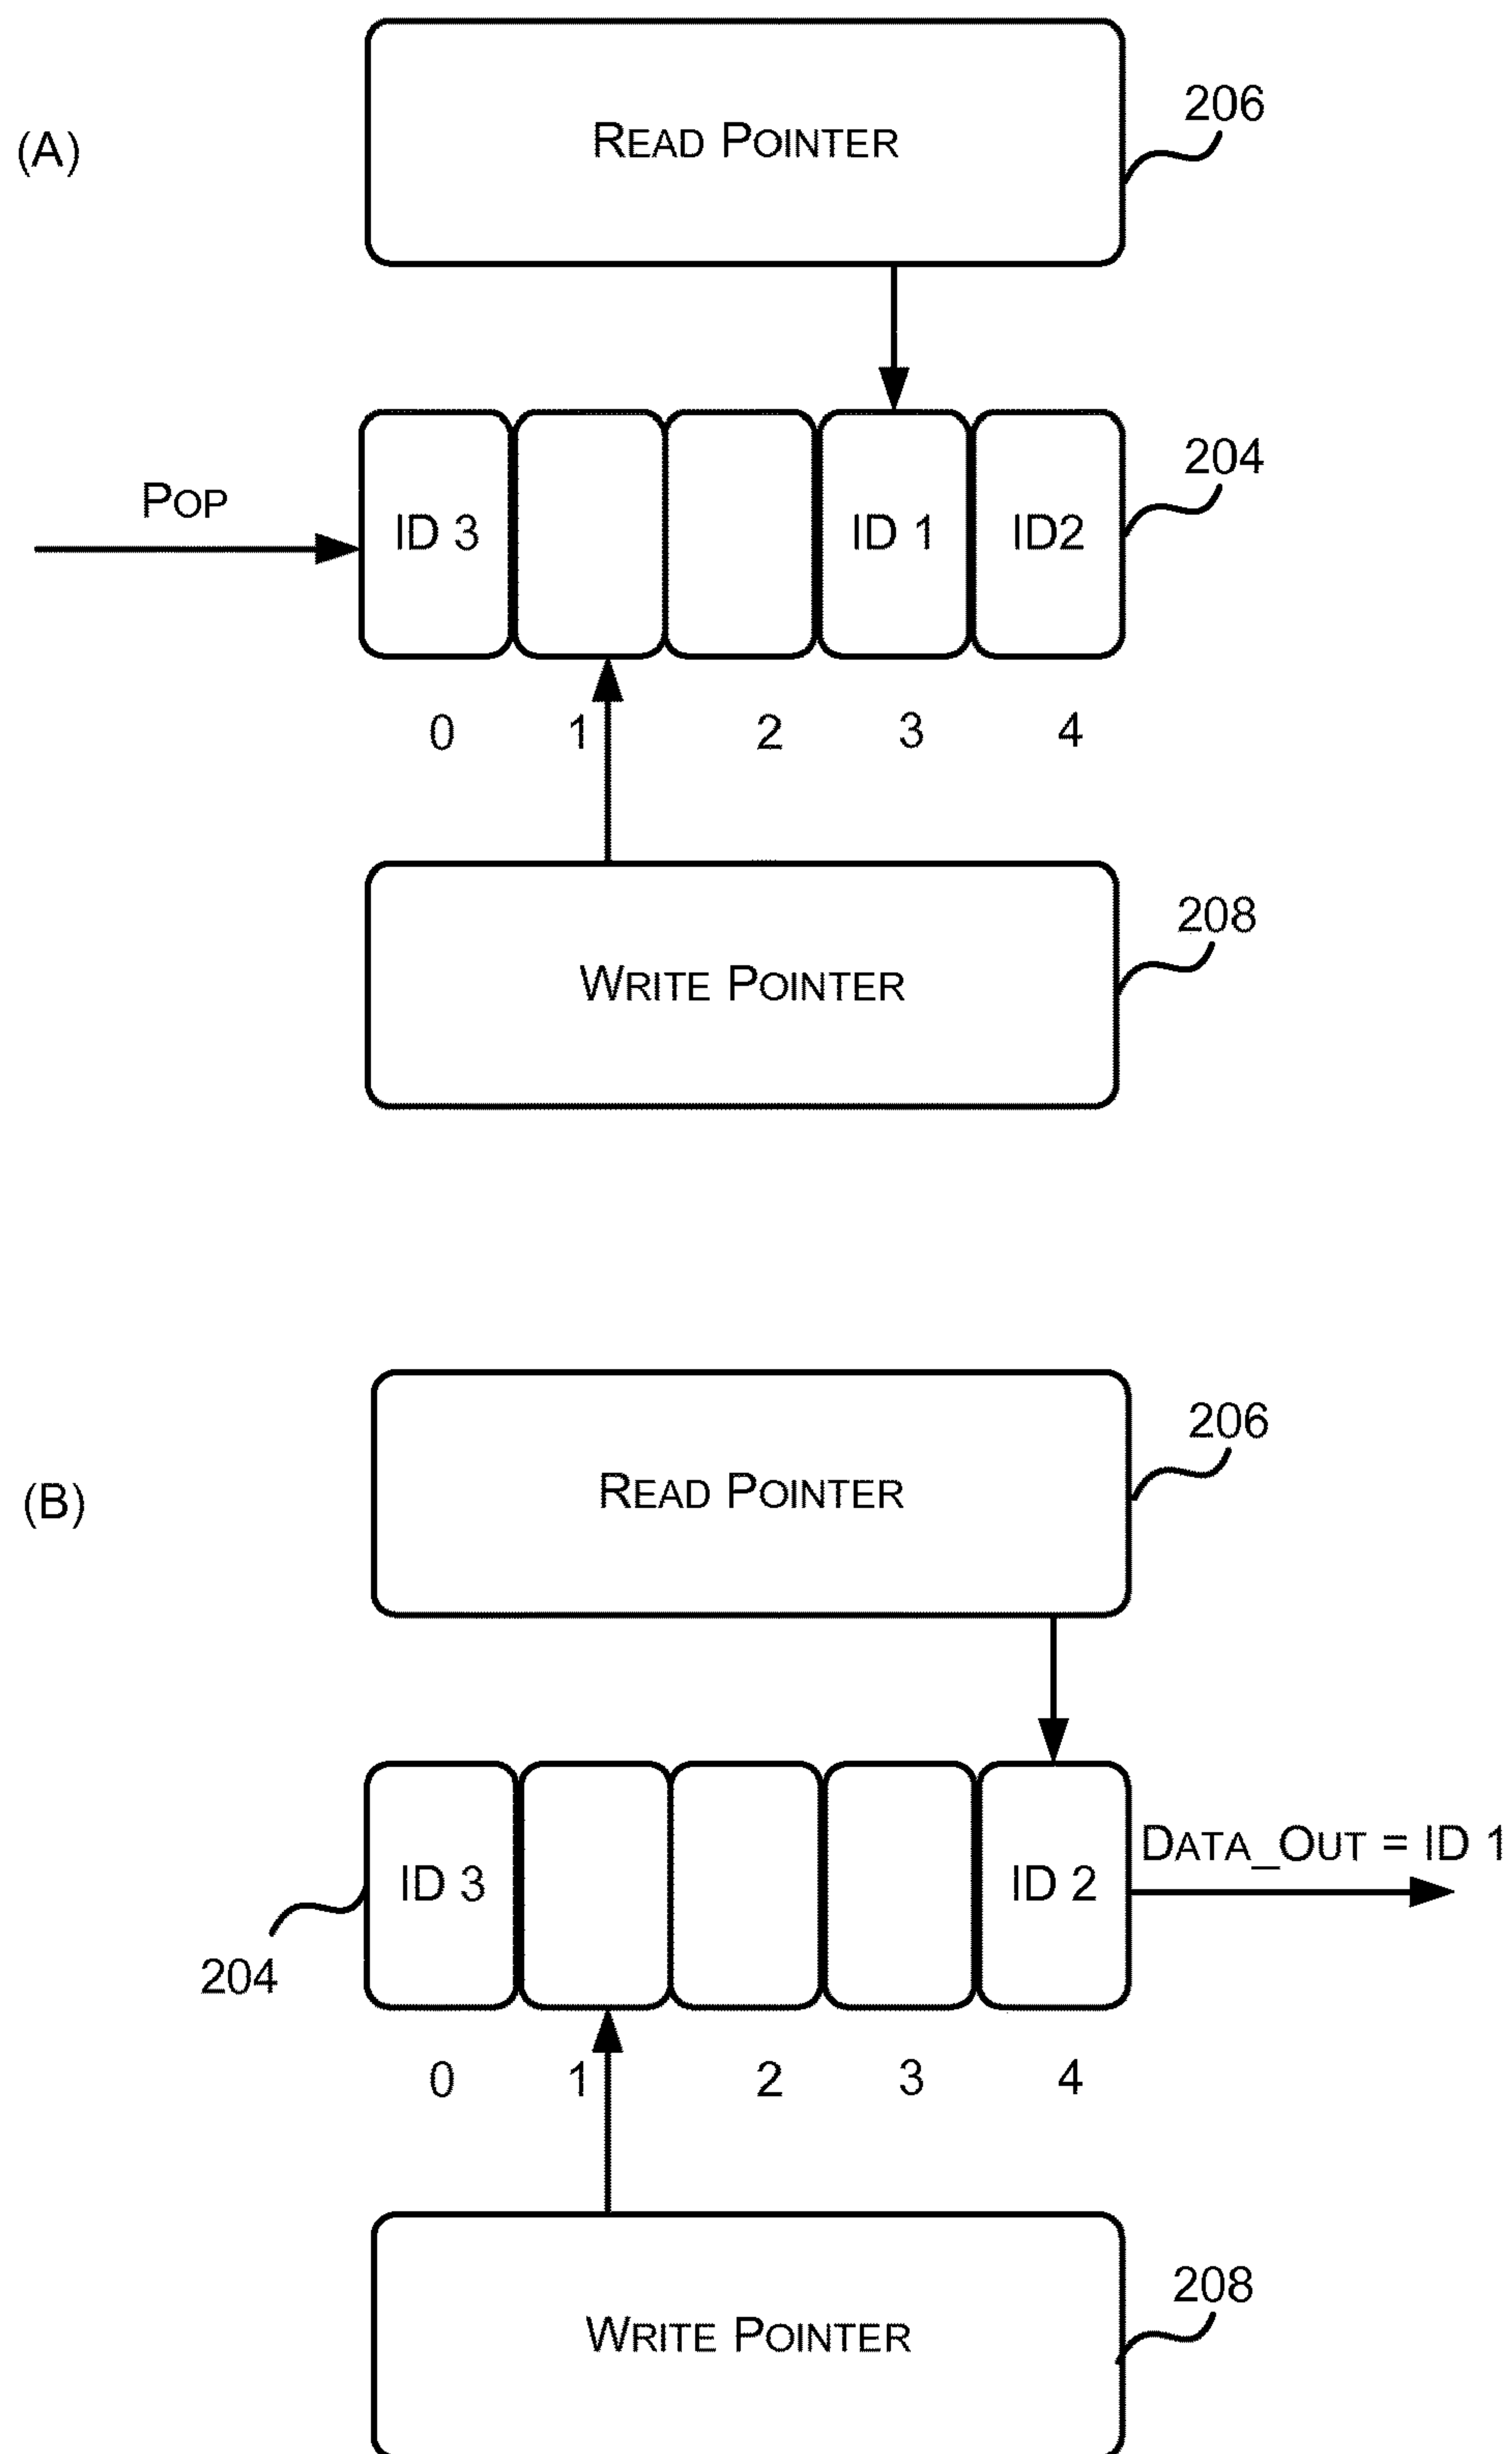 206
(A)
READ POINTER
204
POP
ID 3
ID 1
ID2
0 1 2 3 4
208
WRITE POINTER
206
(B)
READ POINTER
DATA_OUT = ID 1
ID 3
ID 2
204
0 1 2 3 4
208
WRITE POINTER